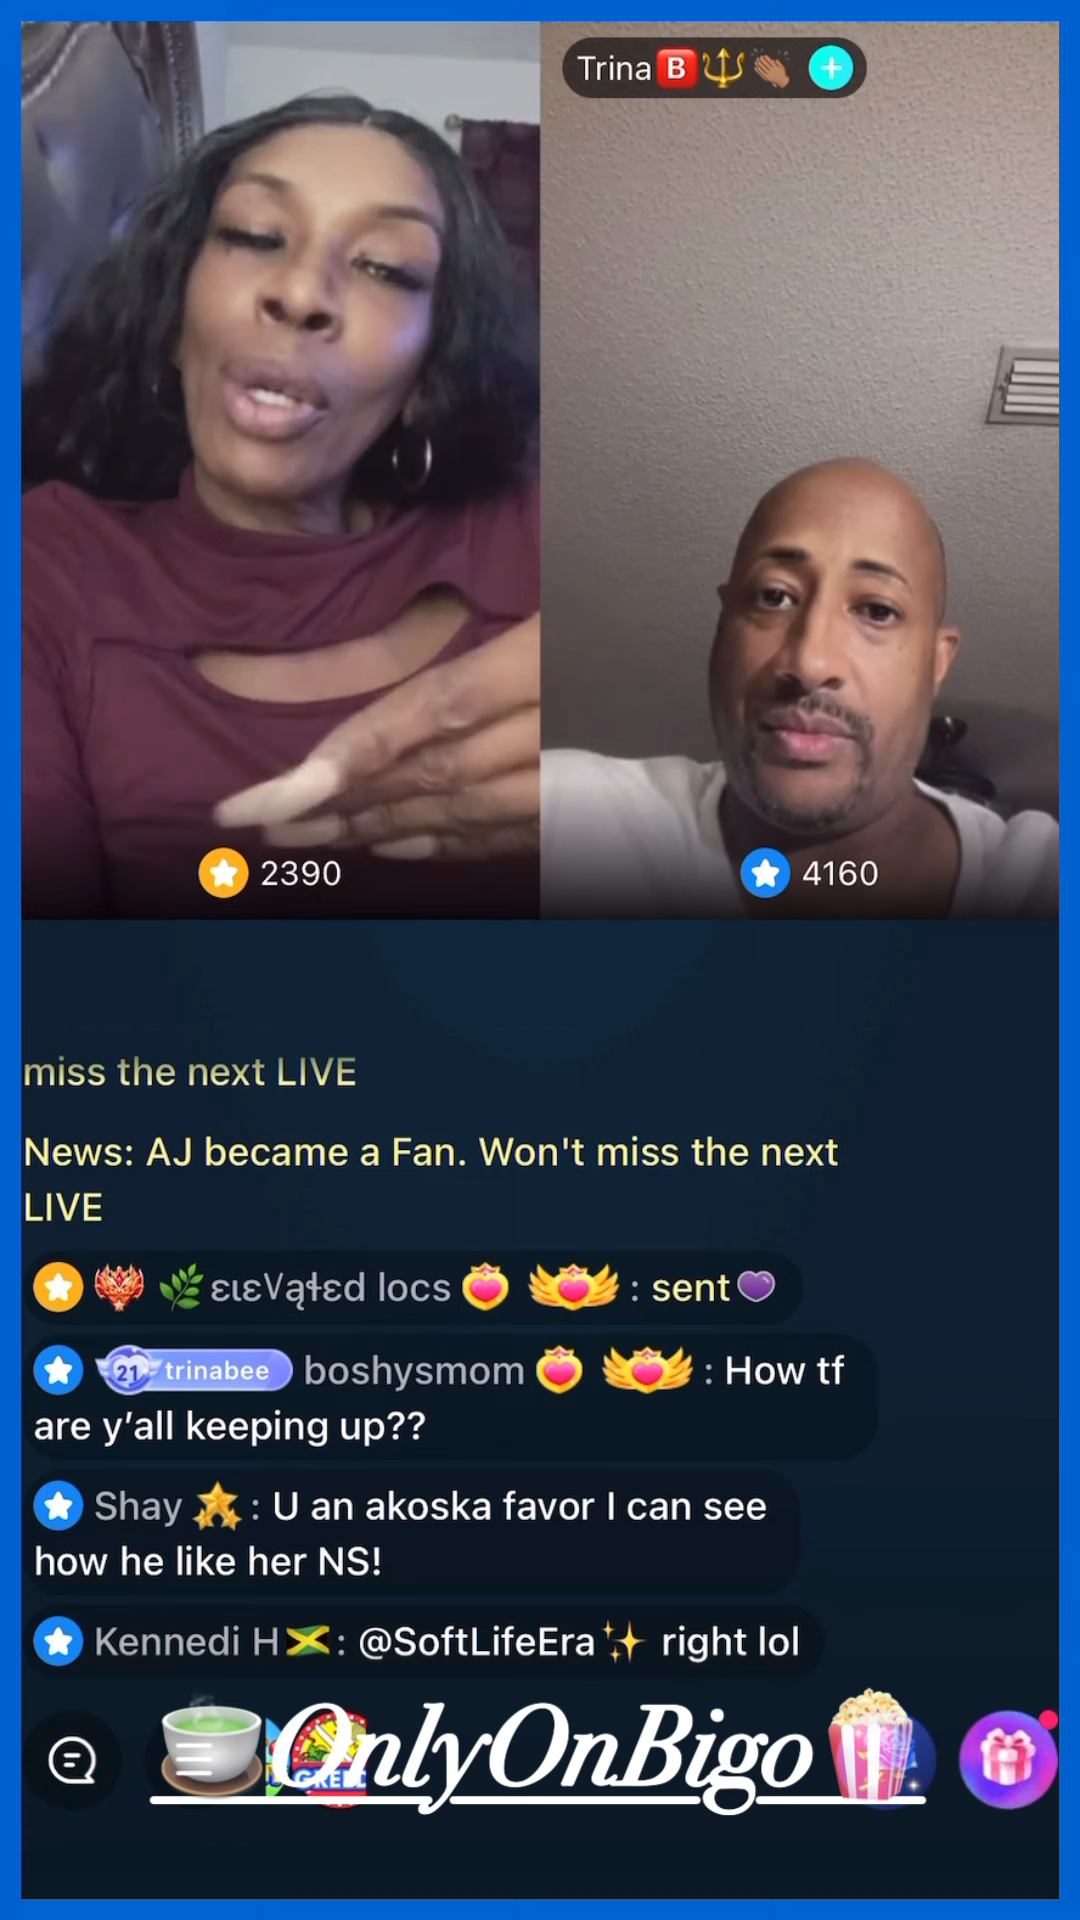 Trina B
2390
4160
miss the next LIVE
News: AJ became a Fan. Won't miss the next
LIVE
ειεVąɬɛd locs : sent
21 trinabee boshysmom : How tf
are y’all keeping up??
Shay : U an akoska favor I can see
how he like her NS!
Kennedi H : @SoftLifeEra right lol
OnlyOnBigo
GREED